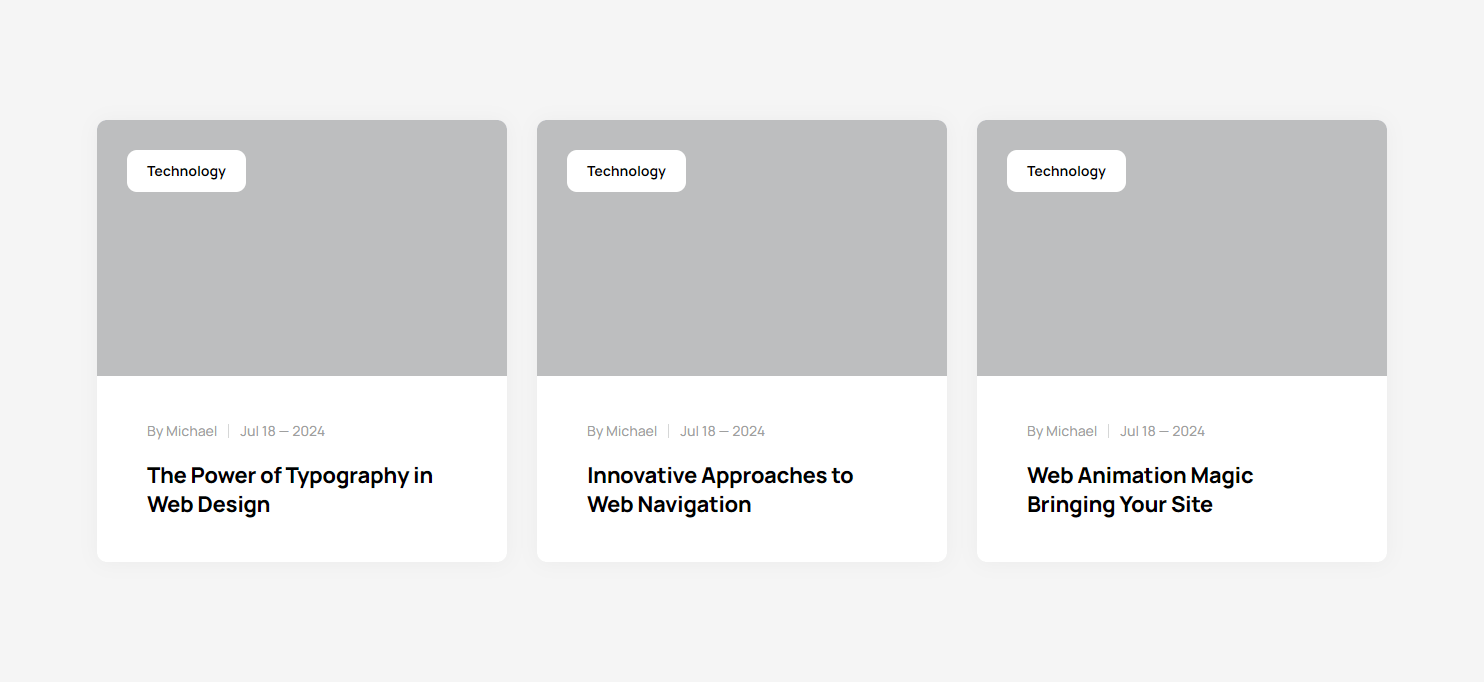 Technology
By Michael | Jul 18 — 2024
The Power of Typography in
Web Design
Technology
By Michael | Jul 18 — 2024
Innovative Approaches to
Web Navigation
Technology
By Michael | Jul 18 — 2024
Web Animation Magic
Bringing Your Site